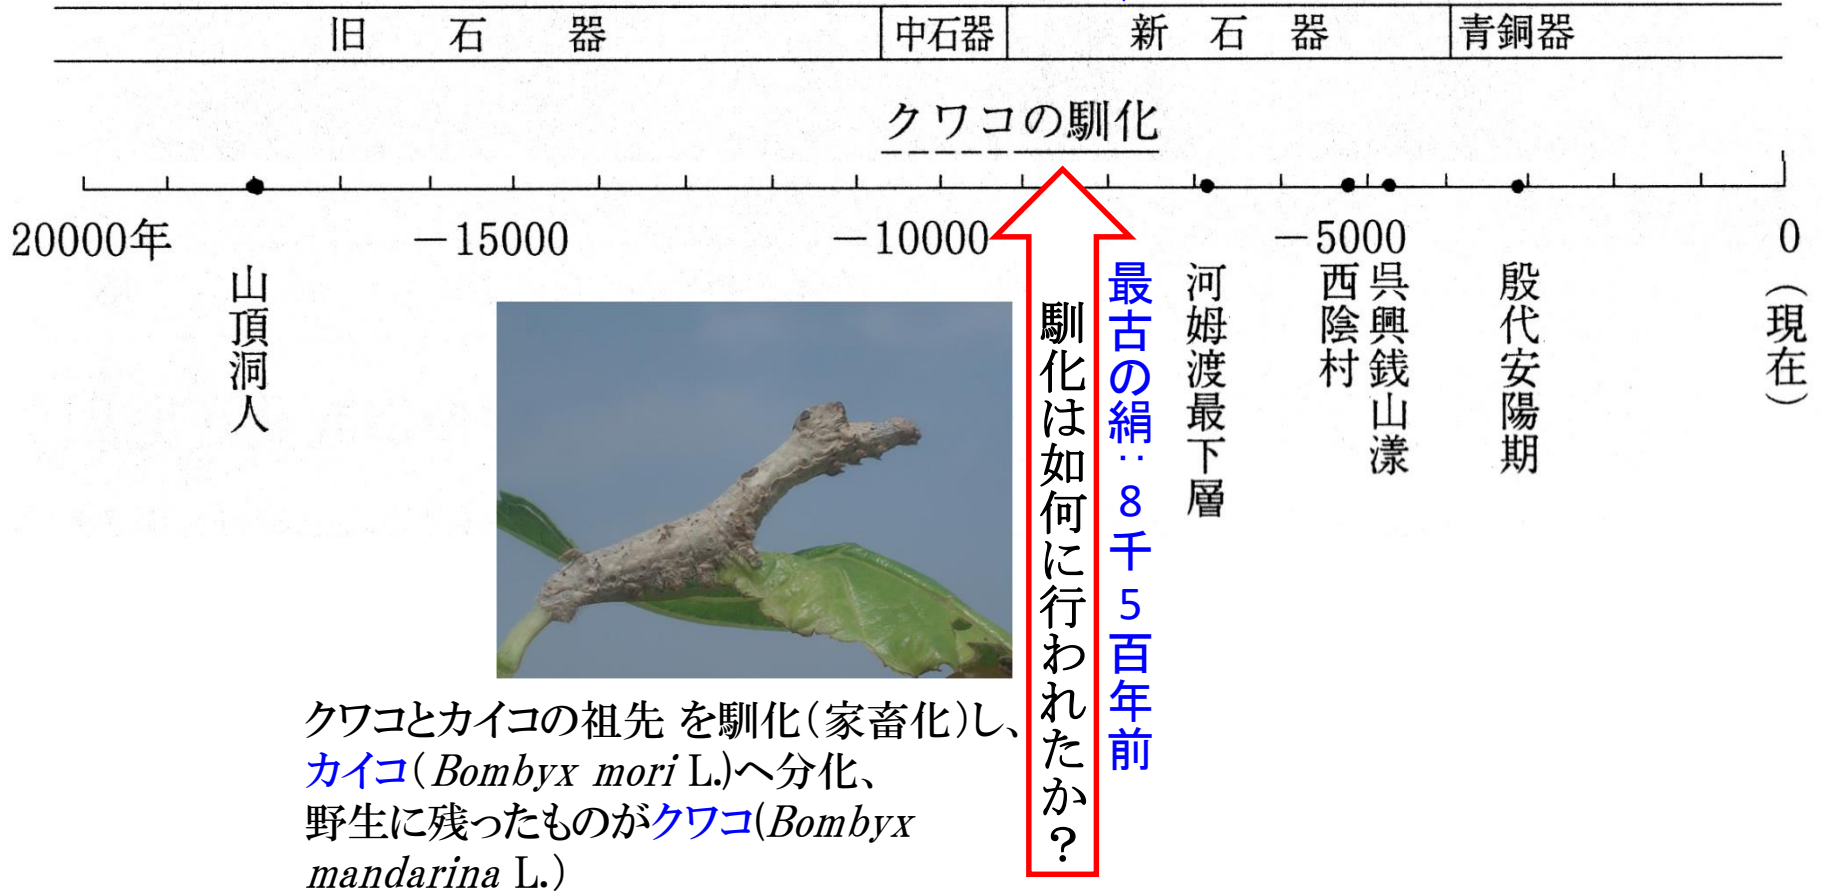 旧石器
中石器
新石器
青銅器
クワコの馴化
20000年
−15000
−10000
−5000
0
(現在)
山頂洞人
河姆渡最下層
西陰村
呉興銭山漾
殷代安陽期
最古の絹:8千5百年前
馴化は如何に行われたか?
クワコとカイコの祖先 を馴化(家畜化)し、
カイコ(Bombyx mori L.)へ分化、
野生に残ったものがクワコ(Bombyx
mandarina L.)